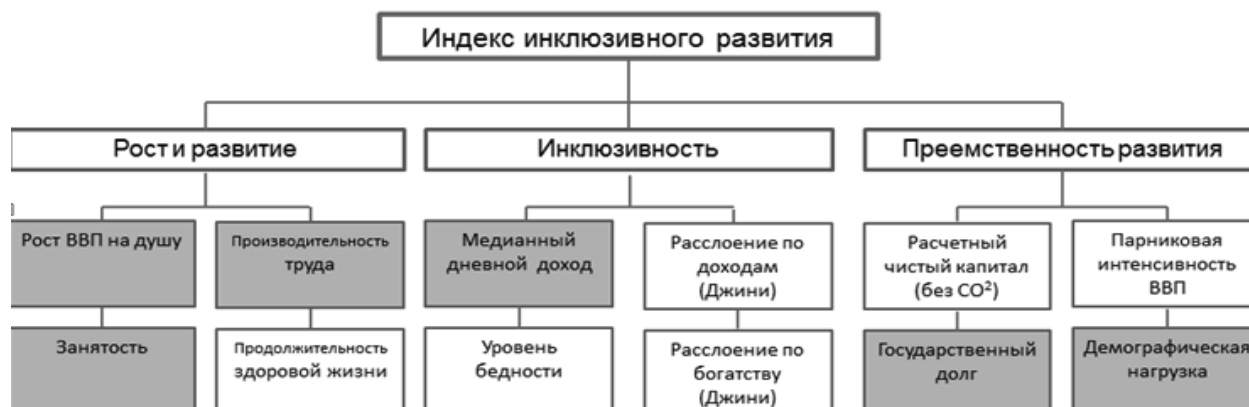 Индекс инклюзивного развития
Рост и развитие
Инклюзивность
Преемственность развития
Рост ВВП на душу
Производительность
труда
Медианный
дневной доход
Расслоение по
доходам
(Джини)
Расчетный
чистый капитал
(без CO²)
Парниковая
интенсивность
ВВП
Занятость
Продолжительность
здоровой жизни
Уровень
бедности
Расслоение по
богатству
(Джини)
Государственный
долг
Демографическая
нагрузка